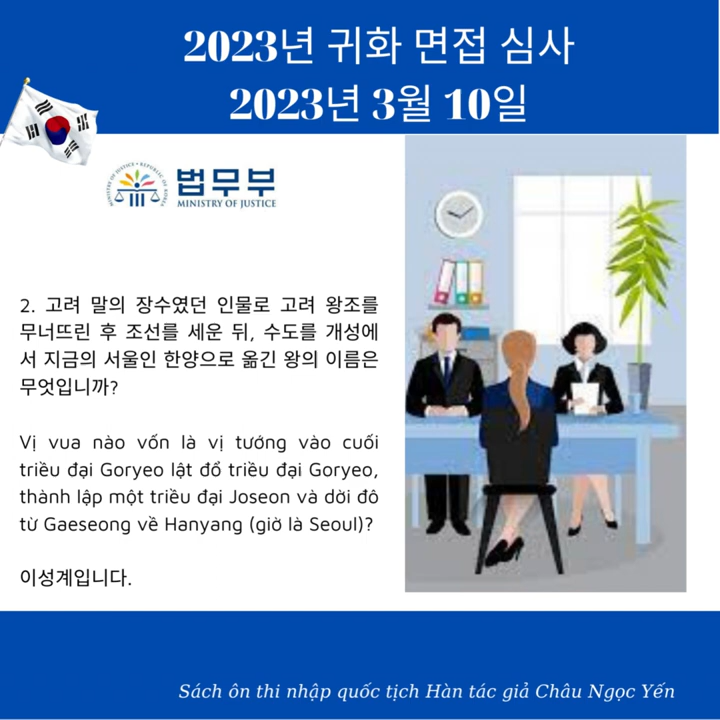 2023년 귀화 면접 심사
2023년 3월 10일
법무부
MINISTRY OF JUSTICE
MINISTRY OF JUSTICE • REPUBLIC OF KOREA
2. 고려 말의 장수였던 인물로 고려 왕조를
무너뜨린 후 조선를 세운 뒤, 수도를 개성에
서 지금의 서울인 한양으로 옮긴 왕의 이름은
무엇입니까?
Vị vua nào vốn là vị tướng vào cuối
triều đại Goryeo lật đổ triều đại Goryeo,
thành lập một triều đại Joseon và dời đô
từ Gaeseong về Hanyang (giờ là Seoul)?
이성계입니다.
Sách ôn thi nhập quốc tịch Hàn tác giả Châu Ngọc Yến